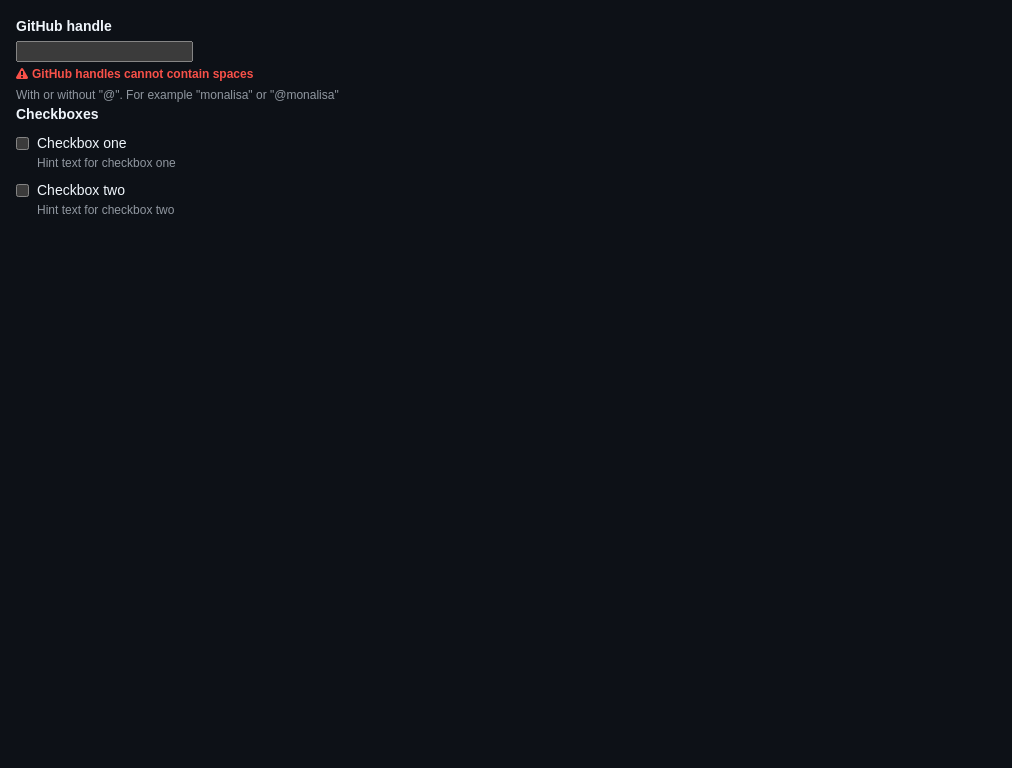 GitHub handle
GitHub handles cannot contain spaces
With or without "@". For example "monalisa" or "@monalisa"
Checkboxes
Checkbox one
Hint text for checkbox one
Checkbox two
Hint text for checkbox two